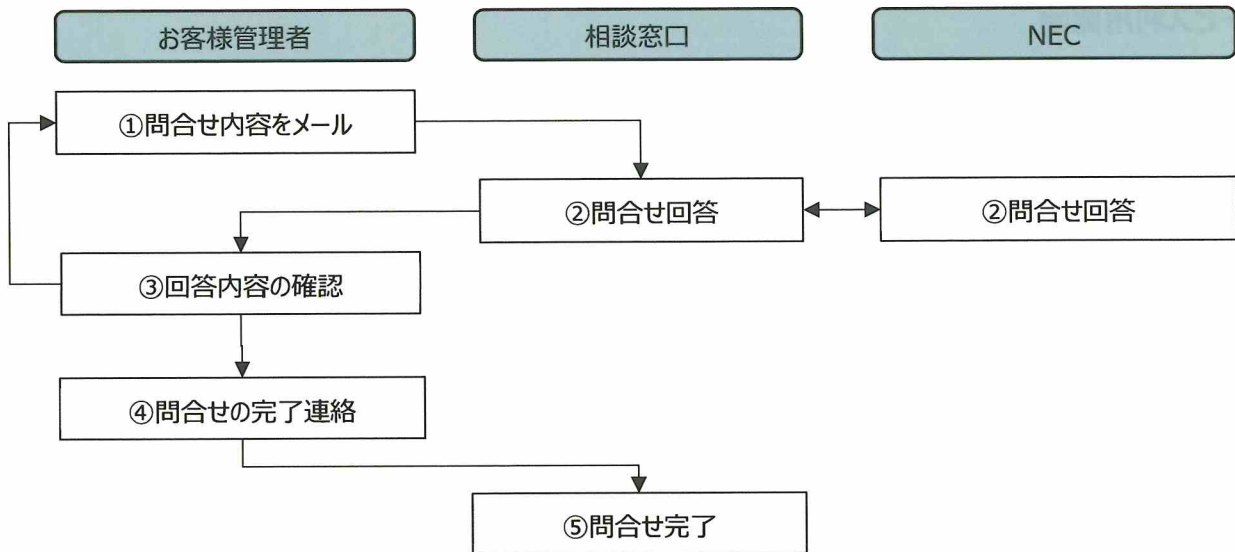 お客様管理者
相談窓口
NEC
①問合せ内容をメール
②問合せ回答
②問合せ回答
③回答内容の確認
④問合せの完了連絡
⑤問合せ完了